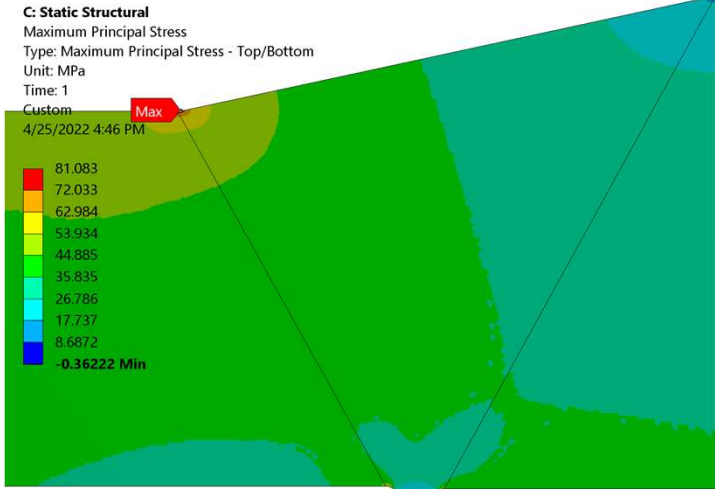 C: Static Structural
Maximum Principal Stress
Type: Maximum Principal Stress - Top/Bottom
Unit: MPa
Time: 1
Custom
Max
4/25/2022 4:46 PM
81.083
72.033
62.984
53.934
44.885
35.835
26.786
17.737
8.6872
-0.36222 Min